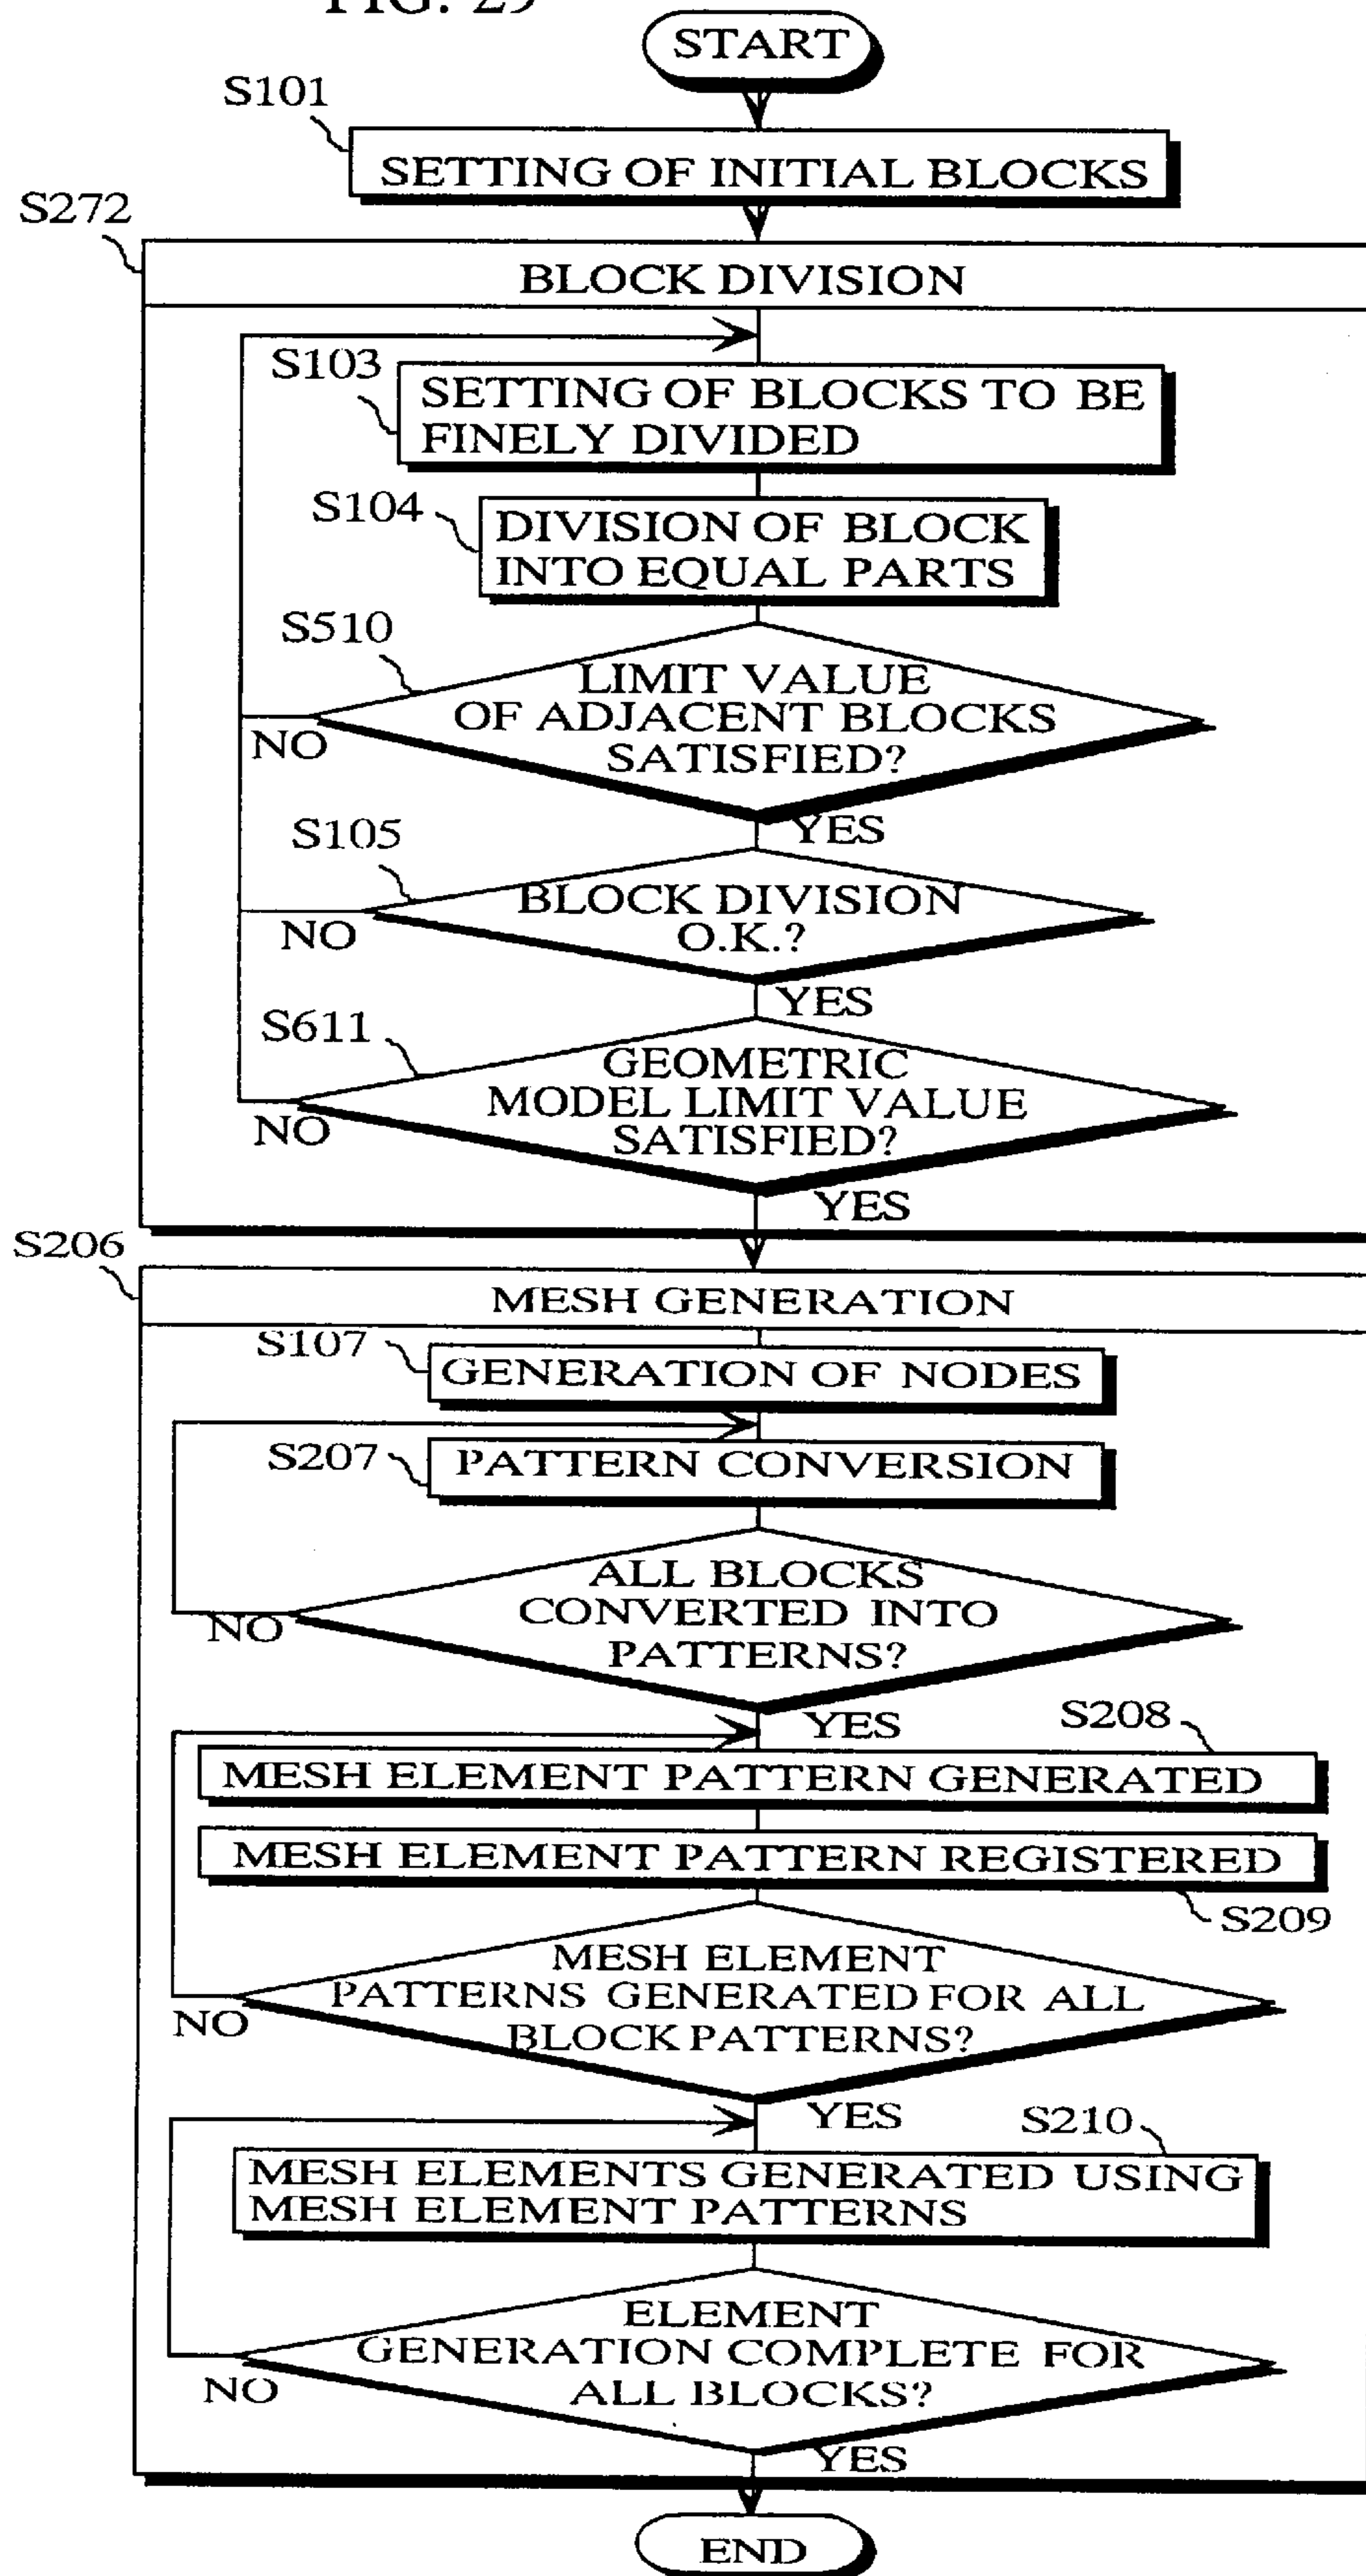 FIG. 29
START
S101
SETTING OF INITIAL BLOCKS
S272
BLOCK DIVISION
S103
SETTING OF BLOCKS TO BE
FINELY DIVIDED
S104
DIVISION OF BLOCK
INTO EQUAL PARTS
S510
LIMIT VALUE
OF ADJACENT BLOCKS
SATISFIED?
NO
YES
S105
BLOCK DIVISION
O.K.?
NO
YES
S611
GEOMETRIC
MODEL LIMIT VALUE
SATISFIED?
NO
YES
S206
MESH GENERATION
S107
GENERATION OF NODES
S207
PATTERN CONVERSION
ALL BLOCKS
CONVERTED INTO
PATTERNS?
NO
YES
S208
MESH ELEMENT PATTERN GENERATED
MESH ELEMENT PATTERN REGISTERED
S209
MESH ELEMENT
PATTERNS GENERATED FOR ALL
BLOCK PATTERNS?
NO
YES
S210
MESH ELEMENTS GENERATED USING
MESH ELEMENT PATTERNS
ELEMENT
GENERATION COMPLETE FOR
ALL BLOCKS?
NO
YES
END